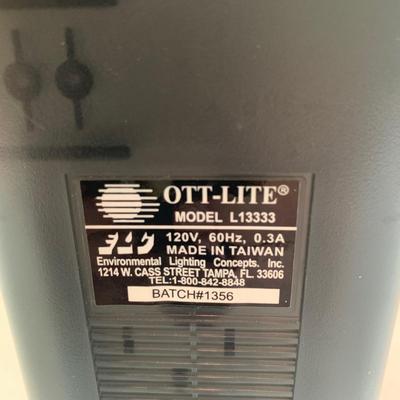 OTT-LITE®
MODEL L13333
120V, 60Hz, 0.3A
MADE IN TAIWAN
Environmental Lighting Concepts, Inc.
1214 W. CASS STREET TAMPA, FL. 33606
TEL:1-800-842-8848
BATCH#1356